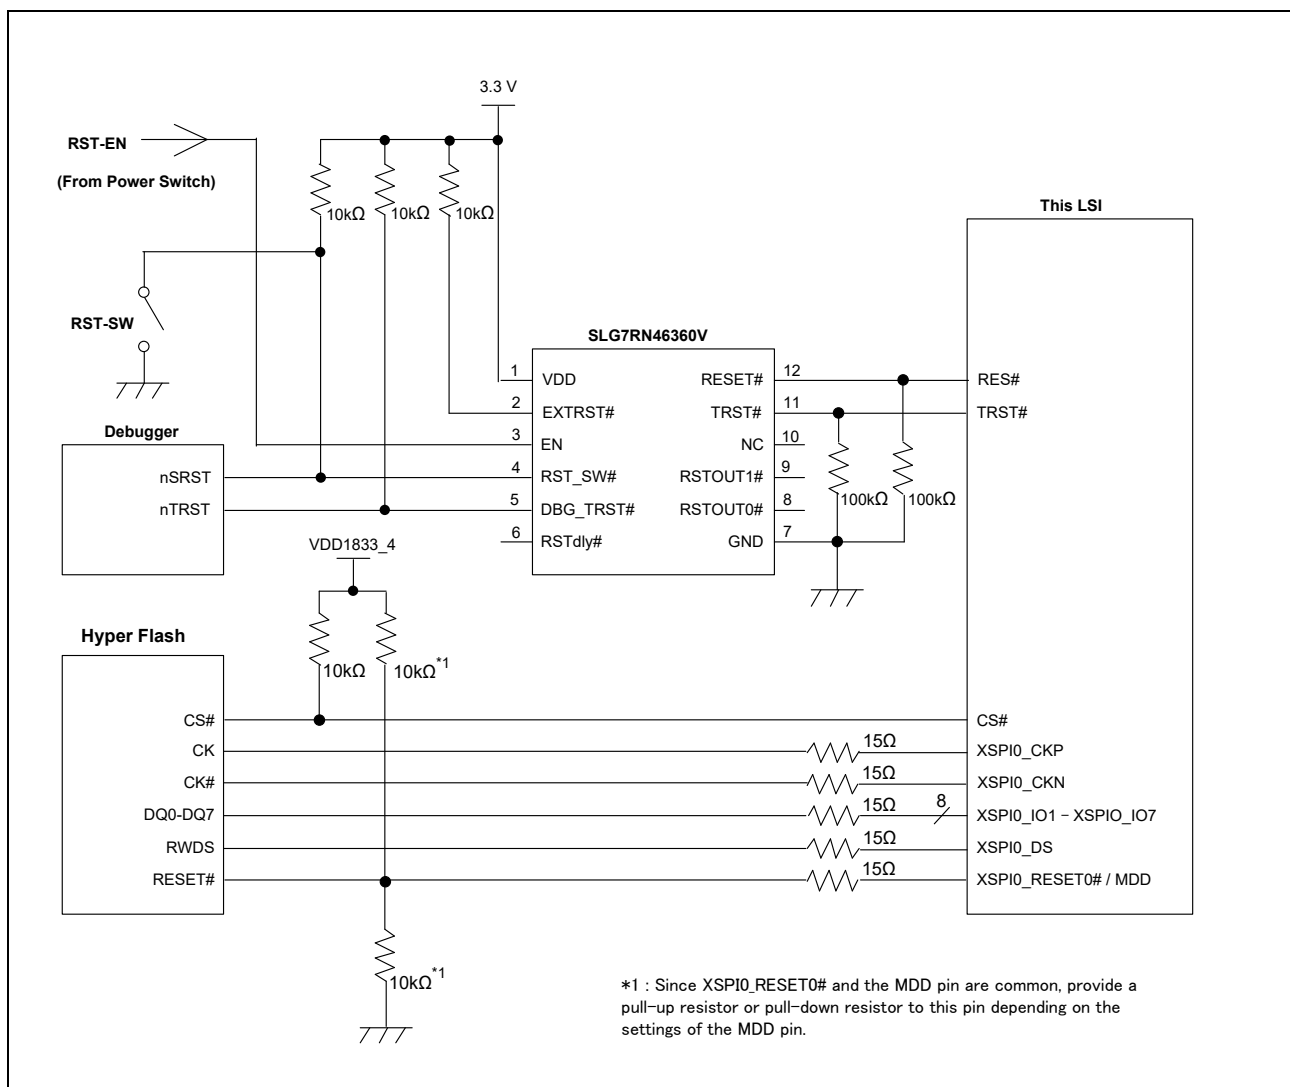 3.3 V
RST-EN
(From Power Switch)
10kΩ
10kΩ
10kΩ
RST-SW
This LSI
SLG7RN46360V
1
VDD
RESET#
12
RES#
2
EXTRST#
TRST#
11
TRST#
3
EN
NC
10
Debugger
nSRST
4
RST_SW#
RSTOUT1#
9
nTRST
5
DBG_TRST#
RSTOUT0#
8
100kΩ
100kΩ
6
RSTdly#
GND
7
VDD1833_4
Hyper Flash
10kΩ
10kΩ*1
CS#
CS#
CK
15Ω
XSPI0_CKP
CK#
15Ω
XSPI0_CKN
DQ0-DQ7
15Ω
8
XSPI0_IO1 - XSPIO_IO7
RWDS
15Ω
XSPI0_DS
RESET#
15Ω
XSPI0_RESET0# / MDD
10kΩ*1
*1 : Since XSPI0_RESET0# and the MDD pin are common, provide a
pull-up resistor or pull-down resistor to this pin depending on the
settings of the MDD pin.